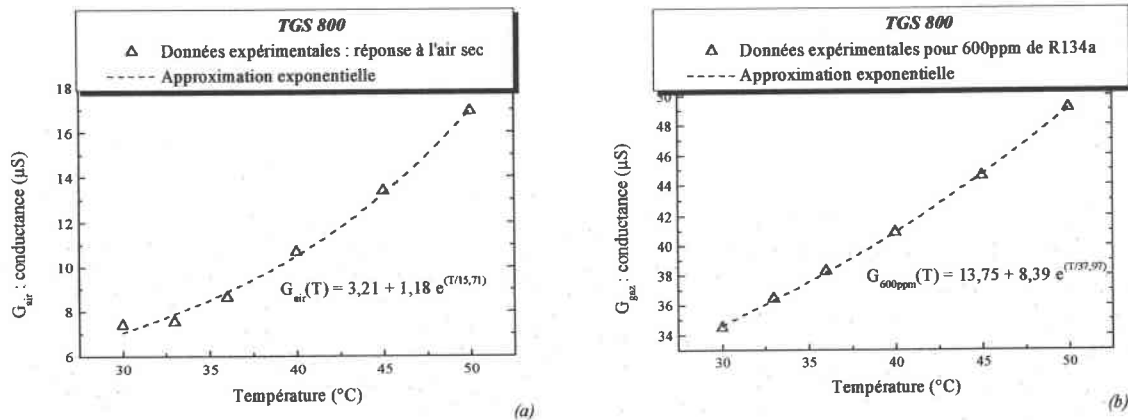 TGS 800
Données expérimentales : réponse à l'air sec
Approximation exponentielle
18
16
14
12
10
8
6
G_air : conductance (µS)
G_air(T) = 3,21 + 1,18 e^(T/15,71)
30
35
40
45
50
Température (°C)
(a)
TGS 800
Données expérimentales pour 600ppm de R134a
Approximation exponentielle
50
48
46
44
42
40
38
36
34
G_gaz : conductance (µS)
G_600ppm(T) = 13,75 + 8,39 e^(T/37,97)
30
35
40
45
50
Température (°C)
(b)